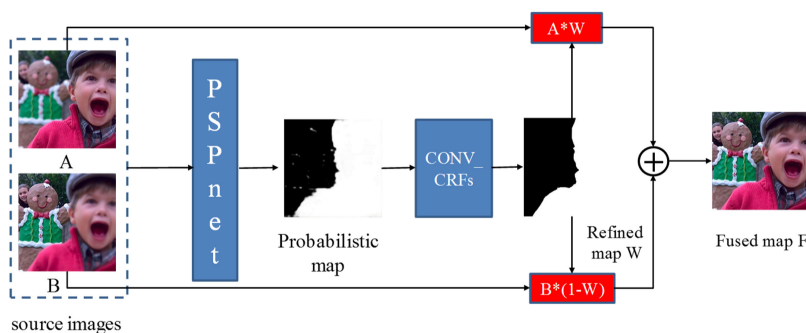 A*W
P
S
P
n
e
t
A
CONV_
CRFs
B
Probabilistic
map
Refined
map W
Fused map F
B*(1-W)
source images